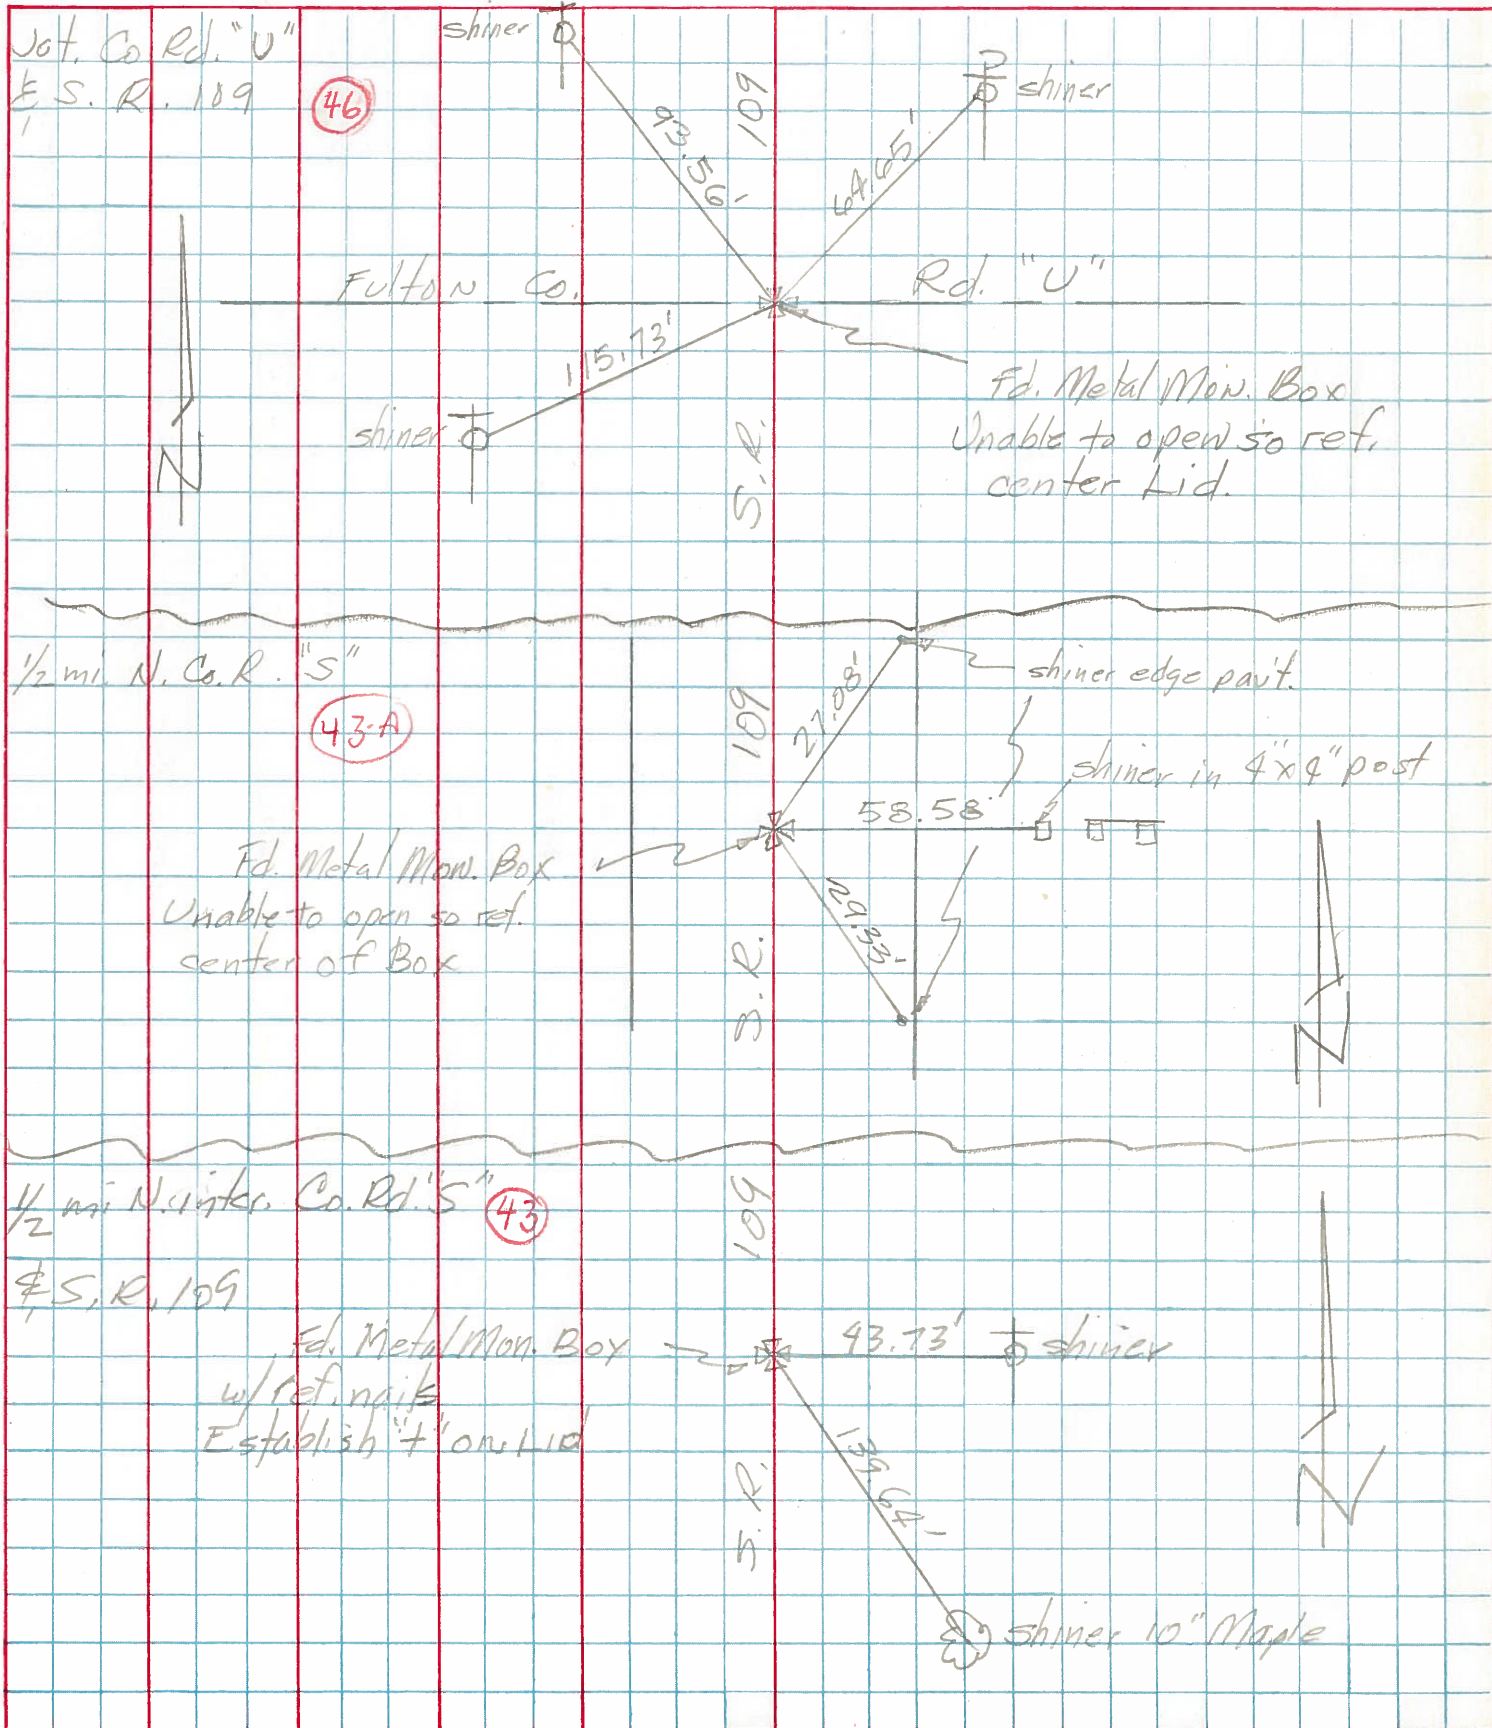 Jct. Co Rd. "U"
& S. R. 109
46
shiner
shiner
93.56'
109
64.65'
Fulton Co. Rd. "U"
115.73'
shiner
S.R.
Fd. Metal Mon. Box
Unable to open so ref.
center Lid.
N
1/2 mi. N. Co. R. "S"
43-A
109
27.08'
shiner edge pav't.
58.58'
shiner in 4"x4" post
Fd. Metal Mon. Box
Unable to open so ref.
center of Box
29.33'
S.R.
N
1/2 mi N. inter. Co. Rd. "S"
43
& S. R. 109
109
Fd. Metal Mon. Box
w/ ref. nails
Establish "+" on Lid
43.73'
shiner
139.64'
S.R.
N
shiner 10" Maple